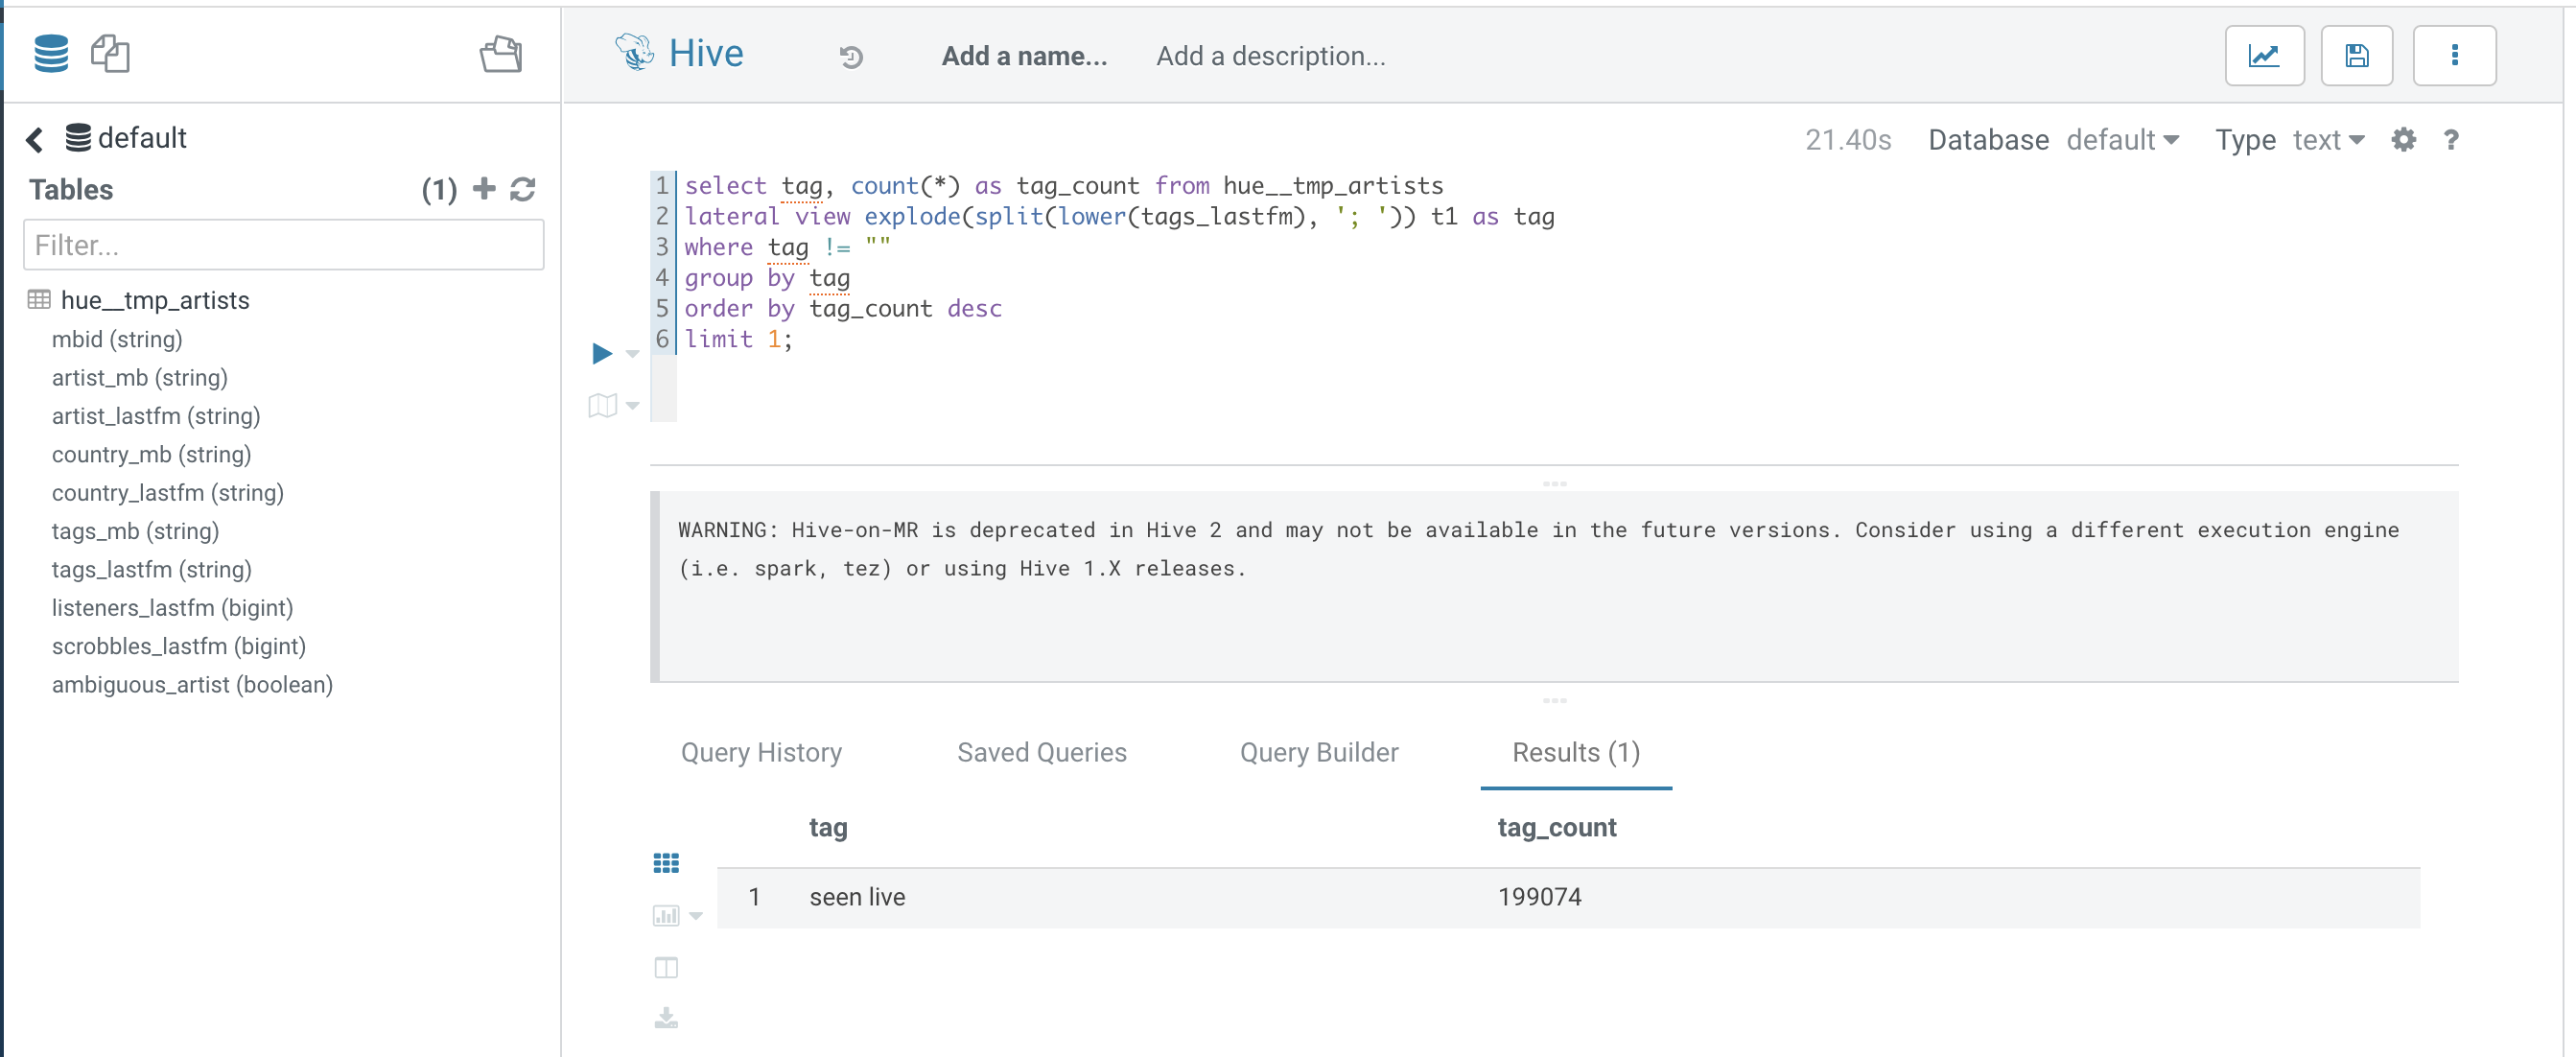 Hive
Add a name...
Add a description...
default
Tables (1)
Filter...
hue__tmp_artists
mbid (string)
artist_mb (string)
artist_lastfm (string)
country_mb (string)
country_lastfm (string)
tags_mb (string)
tags_lastfm (string)
listeners_lastfm (bigint)
scrobbles_lastfm (bigint)
ambiguous_artist (boolean)
21.40s Database default Type text ?
1 select tag, count(*) as tag_count from hue__tmp_artists
2 lateral view explode(split(lower(tags_lastfm), '; ')) t1 as tag
3 where tag != ""
4 group by tag
5 order by tag_count desc
6 limit 1;
WARNING: Hive-on-MR is deprecated in Hive 2 and may not be available in the future versions. Consider using a different execution engine
(i.e. spark, tez) or using Hive 1.X releases.
Query History Saved Queries Query Builder Results (1)
tag tag_count
1 seen live 199074